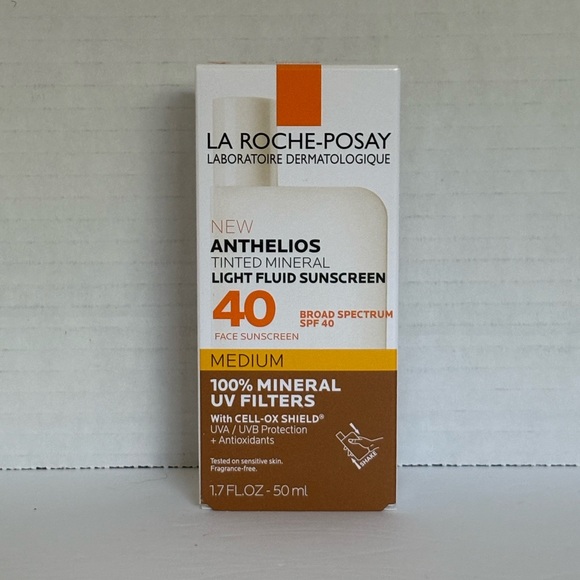 LA ROCHE-POSAY
LABORATOIRE DERMATOLOGIQUE
NEW
ANTHELIOS
TINTED MINERAL
LIGHT FLUID SUNSCREEN
40
BROAD SPECTRUM
SPF 40
FACE SUNSCREEN
MEDIUM
100% MINERAL
UV FILTERS
With CELL-OX SHIELD®
UVA / UVB Protection
+ Antioxidants
SHAKE
Tested on sensitive skin.
Fragrance-free.
1.7 FL.OZ - 50 ml